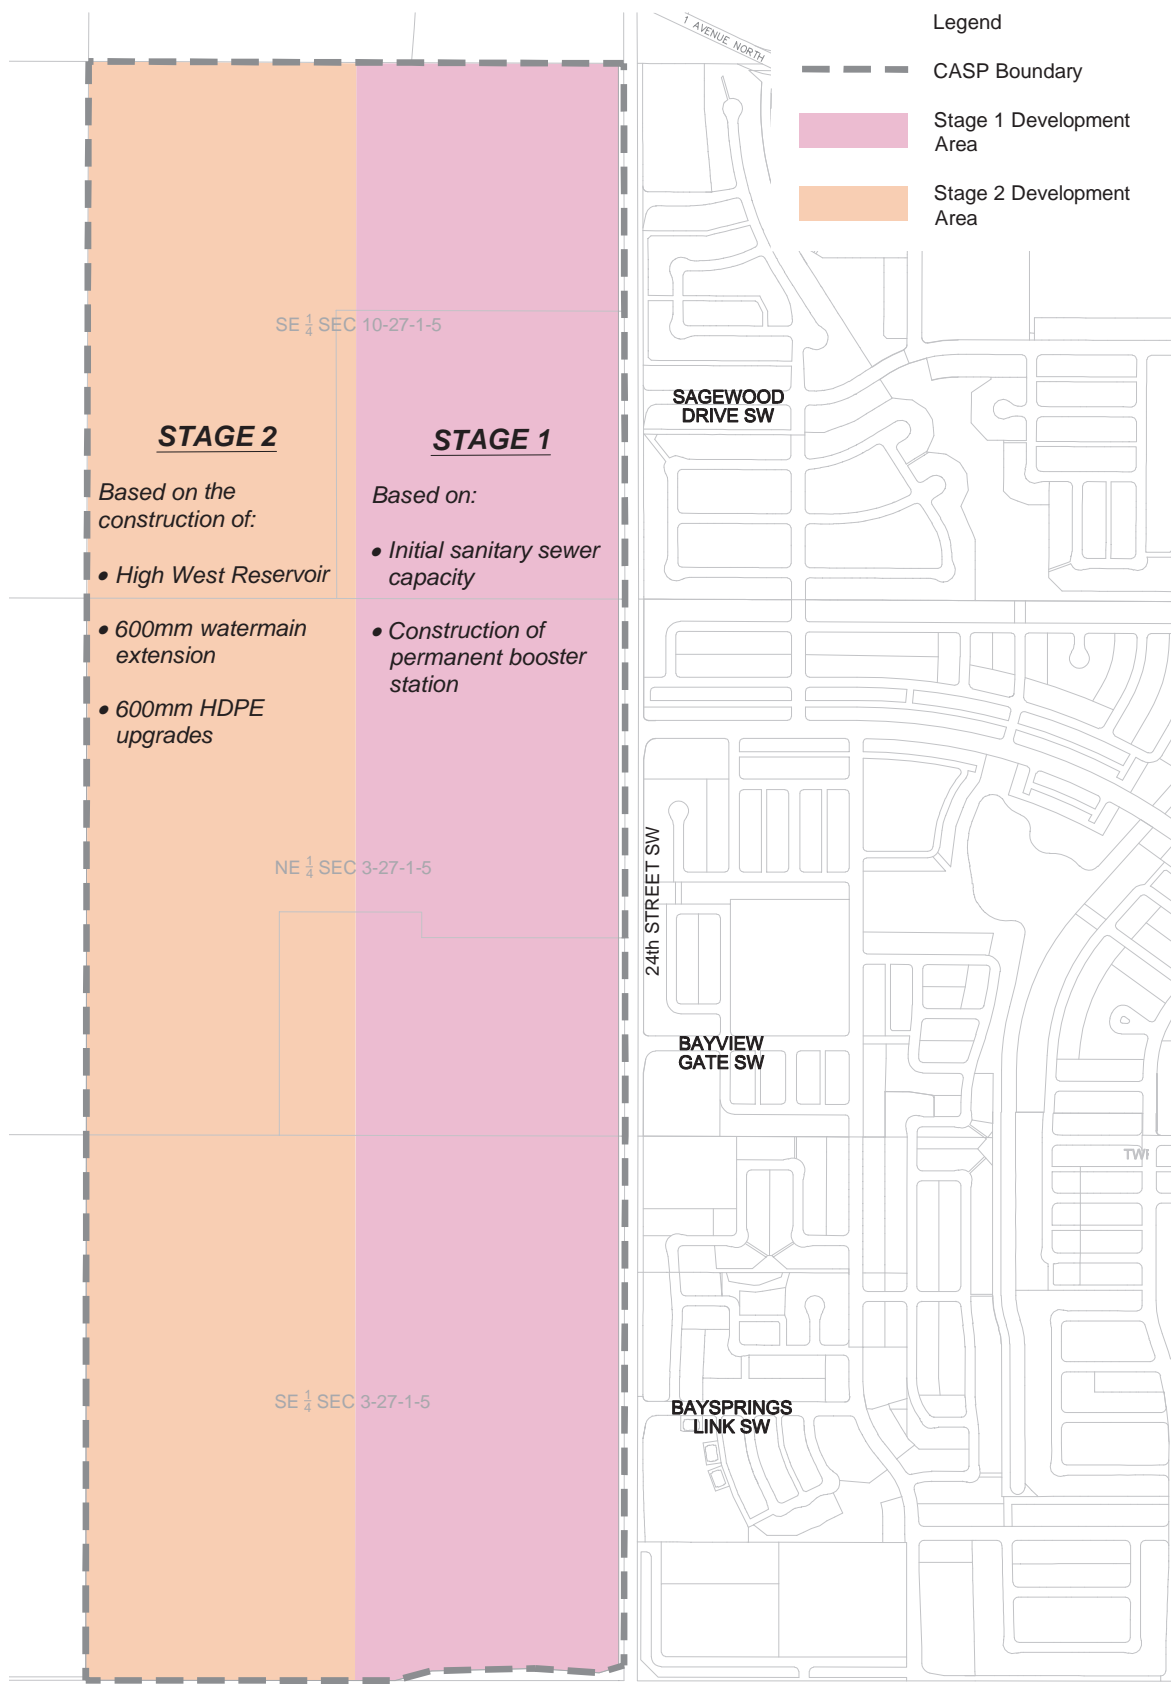 1 AVENUE NORTH
Legend
CASP Boundary
Stage 1 Development
Area
Stage 2 Development
Area
SE 1/4 SEC 10-27-1-5
STAGE 2
Based on the
construction of:
• High West Reservoir
• 600mm watermain
extension
• 600mm HDPE
upgrades
STAGE 1
Based on:
• Initial sanitary sewer
capacity
• Construction of
permanent booster
station
SAGEWOOD
DRIVE SW
24th STREET SW
NE 1/4 SEC 3-27-1-5
BAYVIEW
GATE SW
TWI
SE 1/4 SEC 3-27-1-5
BAYSPRINGS
LINK SW